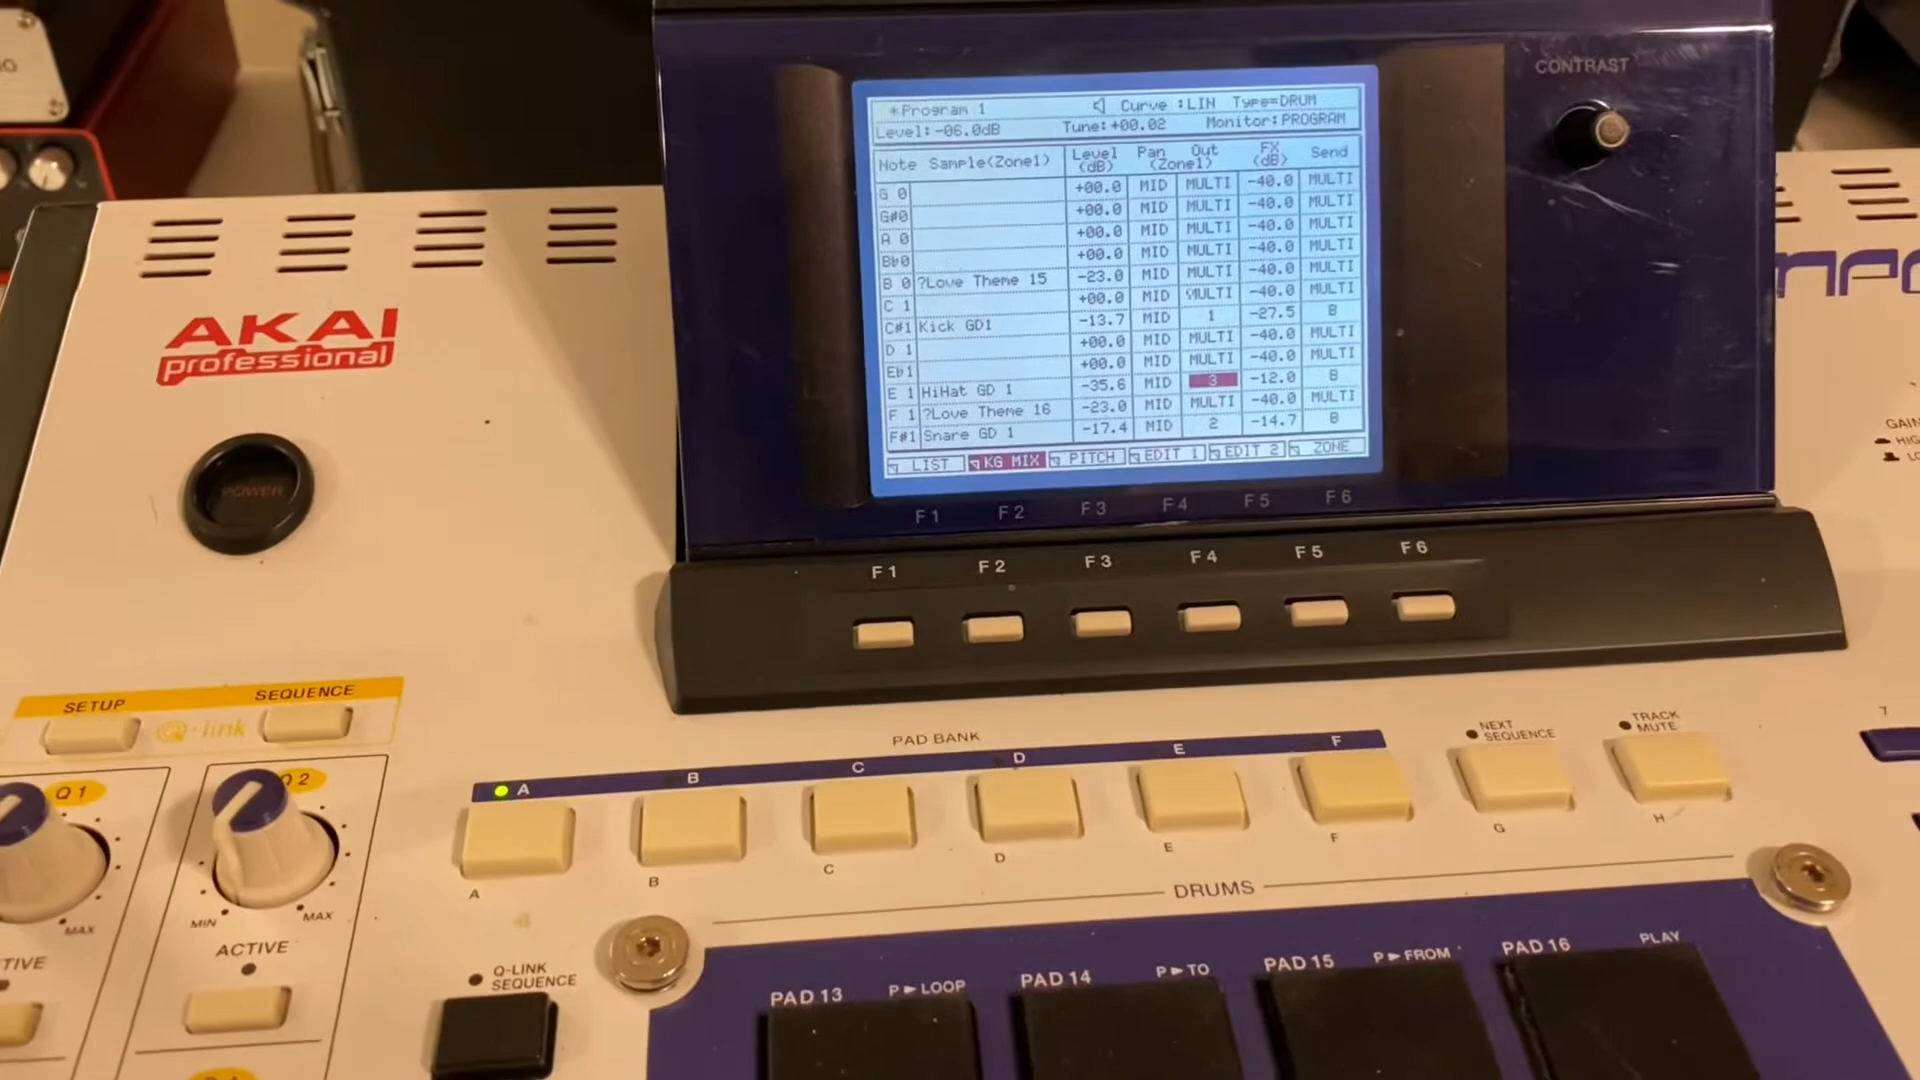 CONTRAST
*Program 1 Curve :LIN Type=DRUM
Level:-06.0dB Tune:+00.02 Monitor:PROGRAM
Note Sample(Zone1) Level (dB) Pan Out (Zone1) FX (dB) Send
G 0 +00.0 MID MULTI -40.0 MULTI
G#0 +00.0 MID MULTI -40.0 MULTI
A 0 +00.0 MID MULTI -40.0 MULTI
B♭0 +00.0 MID MULTI -40.0 MULTI
B 0 ?Love Theme 15 -23.0 MID MULTI -40.0 MULTI
C 1 +00.0 MID MULTI -40.0 MULTI
C#1 Kick GD1 -13.7 MID 1 -27.5 B
D 1 +00.0 MID MULTI -40.0 MULTI
E♭1 +00.0 MID MULTI -40.0 MULTI
E 1 HiHat GD 1 -35.6 MID 3 -12.0 B
F 1 ?Love Theme 16 -23.0 MID MULTI -40.0 MULTI
F#1 Snare GD 1 -17.4 MID 2 -14.7 B
LIST KG MIX PITCH EDIT 1 EDIT 2 ZONE
F1 F2 F3 F4 F5 F6
F1 F2 F3 F4 F5 F6
AKAI
professional
POWER
SETUP SEQUENCE
Q-link
PAD BANK
A B C D E F
NEXT
SEQUENCE
TRACK
MUTE
7
A B C D E F G H
Q1 Q2
MAX
MIN MAX
ACTIVE
Q-LINK
SEQUENCE
DRUMS
PAD 13 P►LOOP PAD 14 P►TO PAD 15 P►FROM PAD 16 PLAY